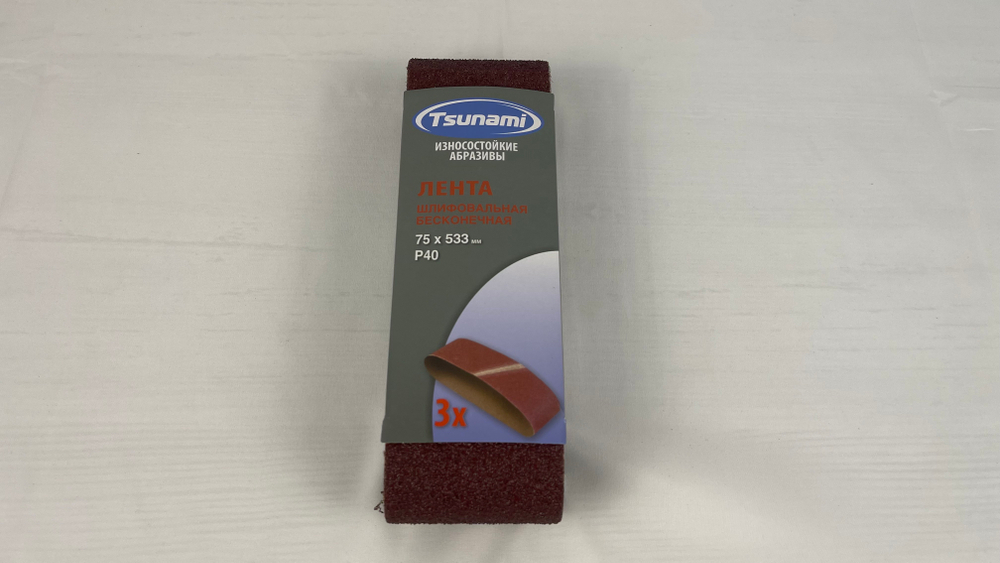 Tsunami
ИЗНОСОСТОЙКИЕ
АБРАЗИВЫ
ЛЕНТА
ШЛИФОВАЛЬНАЯ
БЕСКОНЕЧНАЯ
75 x 533 мм
P40
3x